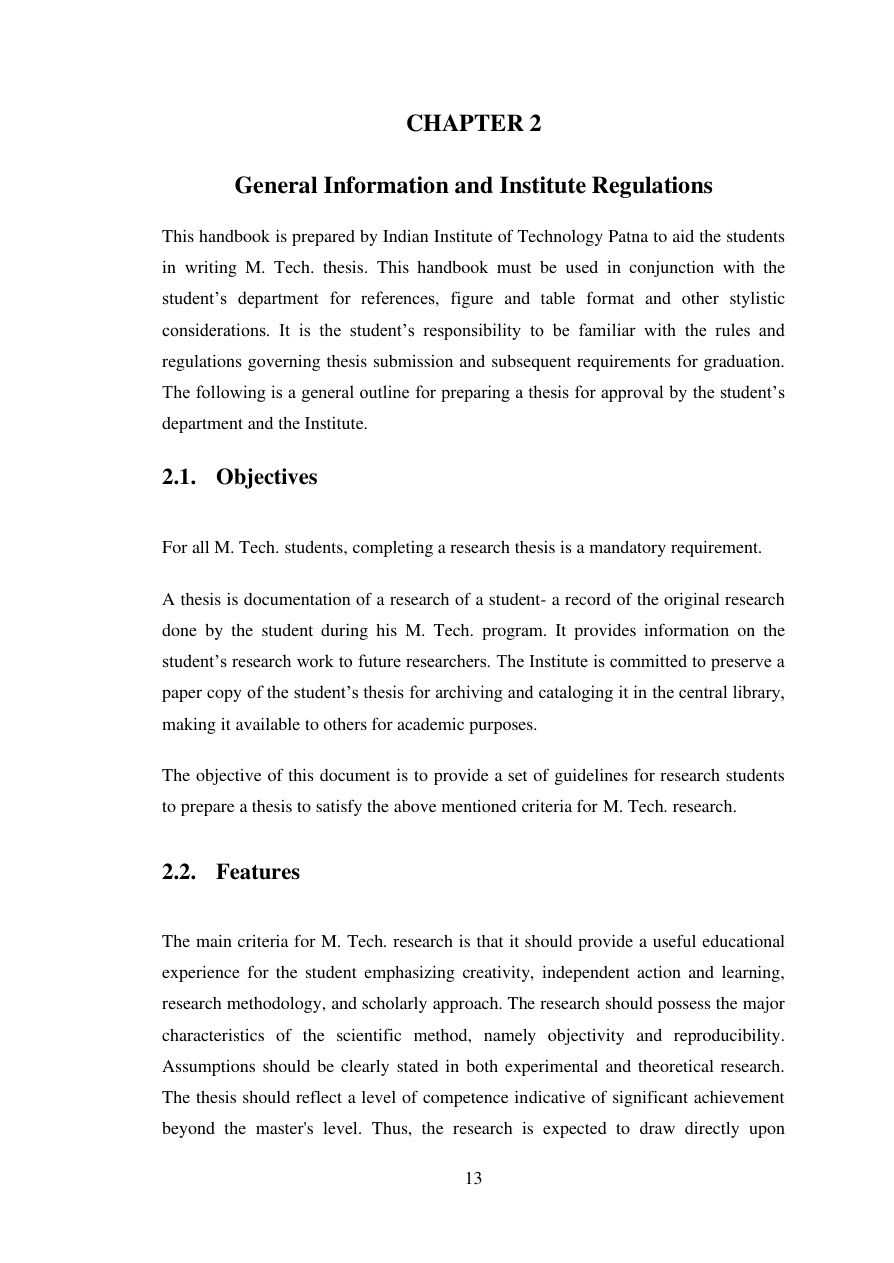 CHAPTER 2
General Information and Institute Regulations
This handbook is prepared by Indian Institute of Technology Patna to aid the students
in writing M. Tech. thesis. This handbook must be used in conjunction with the
student’s department for references, figure and table format and other stylistic
considerations. It is the student’s responsibility to be familiar with the rules and
regulations governing thesis submission and subsequent requirements for graduation.
The following is a general outline for preparing a thesis for approval by the student’s
department and the Institute.
2.1. Objectives
For all M. Tech. students, completing a research thesis is a mandatory requirement.
A thesis is documentation of a research of a student- a record of the original research
done by the student during his M. Tech. program. It provides information on the
student’s research work to future researchers. The Institute is committed to preserve a
paper copy of the student’s thesis for archiving and cataloging it in the central library,
making it available to others for academic purposes.
The objective of this document is to provide a set of guidelines for research students
to prepare a thesis to satisfy the above mentioned criteria for M. Tech. research.
2.2. Features
The main criteria for M. Tech. research is that it should provide a useful educational
experience for the student emphasizing creativity, independent action and learning,
research methodology, and scholarly approach. The research should possess the major
characteristics of the scientific method, namely objectivity and reproducibility.
Assumptions should be clearly stated in both experimental and theoretical research.
The thesis should reflect a level of competence indicative of significant achievement
beyond the master's level. Thus, the research is expected to draw directly upon
13